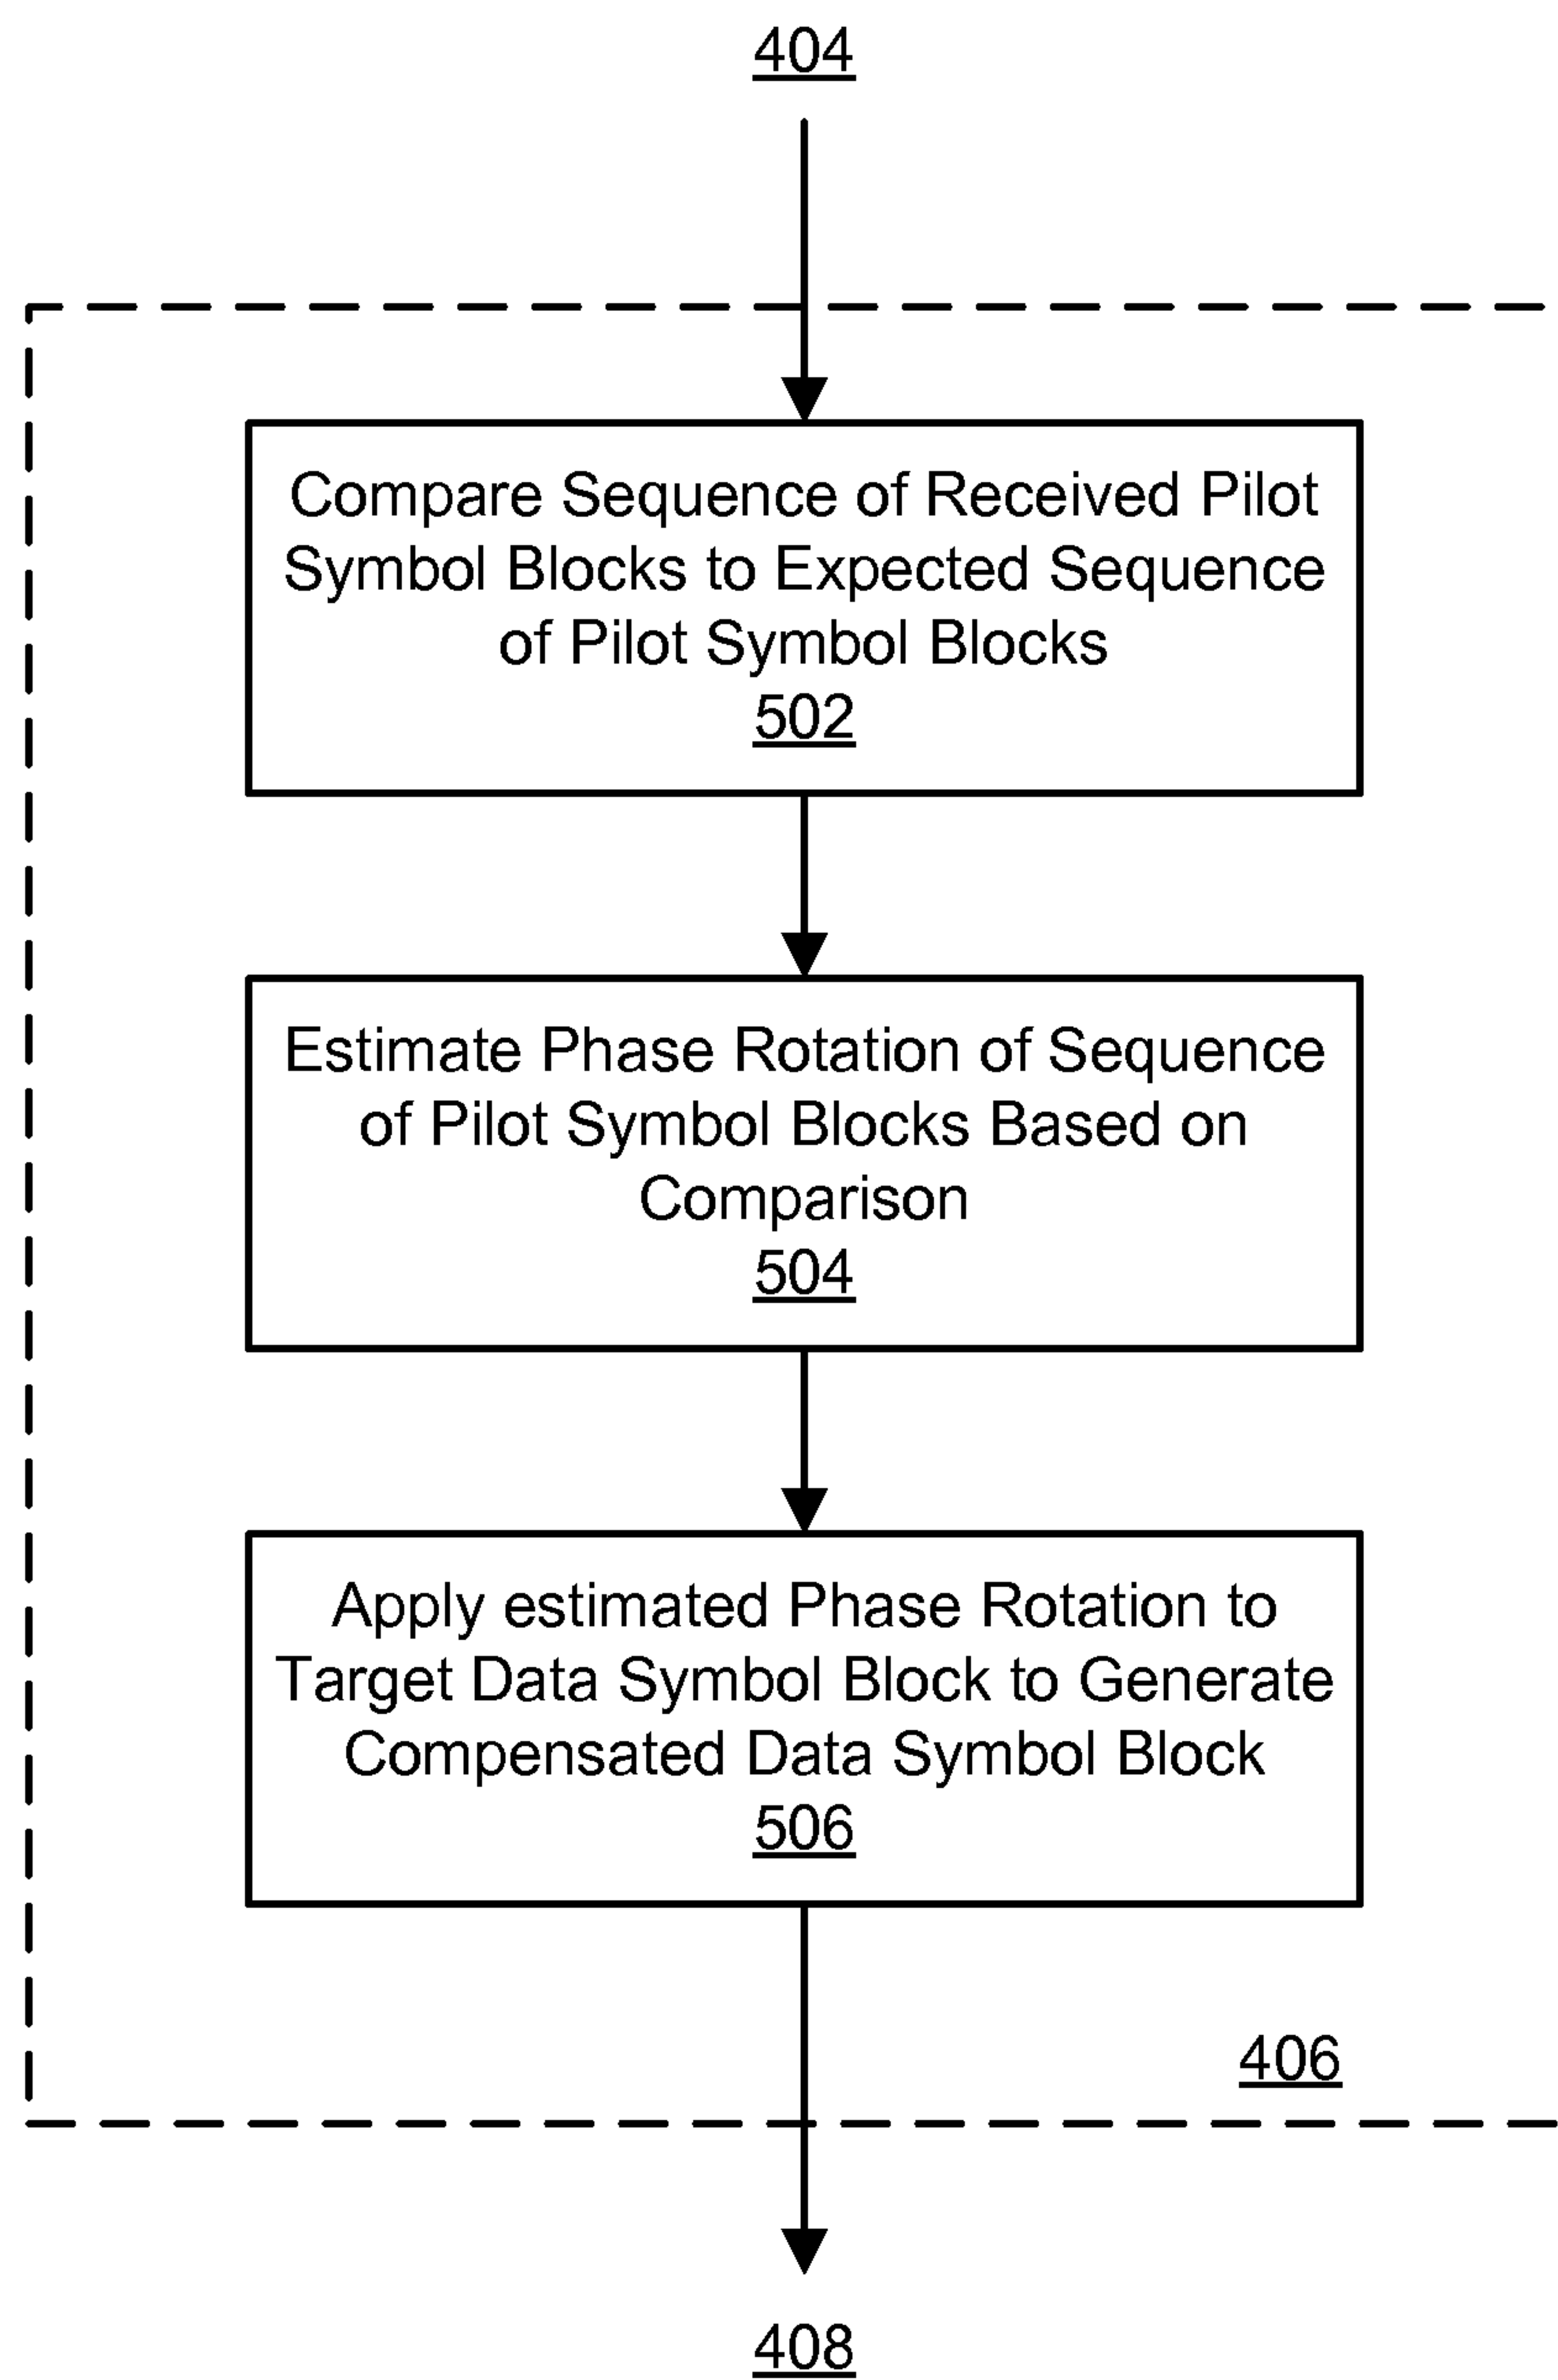 404
Compare Sequence of Received Pilot
Symbol Blocks to Expected Sequence
of Pilot Symbol Blocks
502
Estimate Phase Rotation of Sequence
of Pilot Symbol Blocks Based on
Comparison
504
Apply estimated Phase Rotation to
Target Data Symbol Block to Generate
Compensated Data Symbol Block
506
406
408